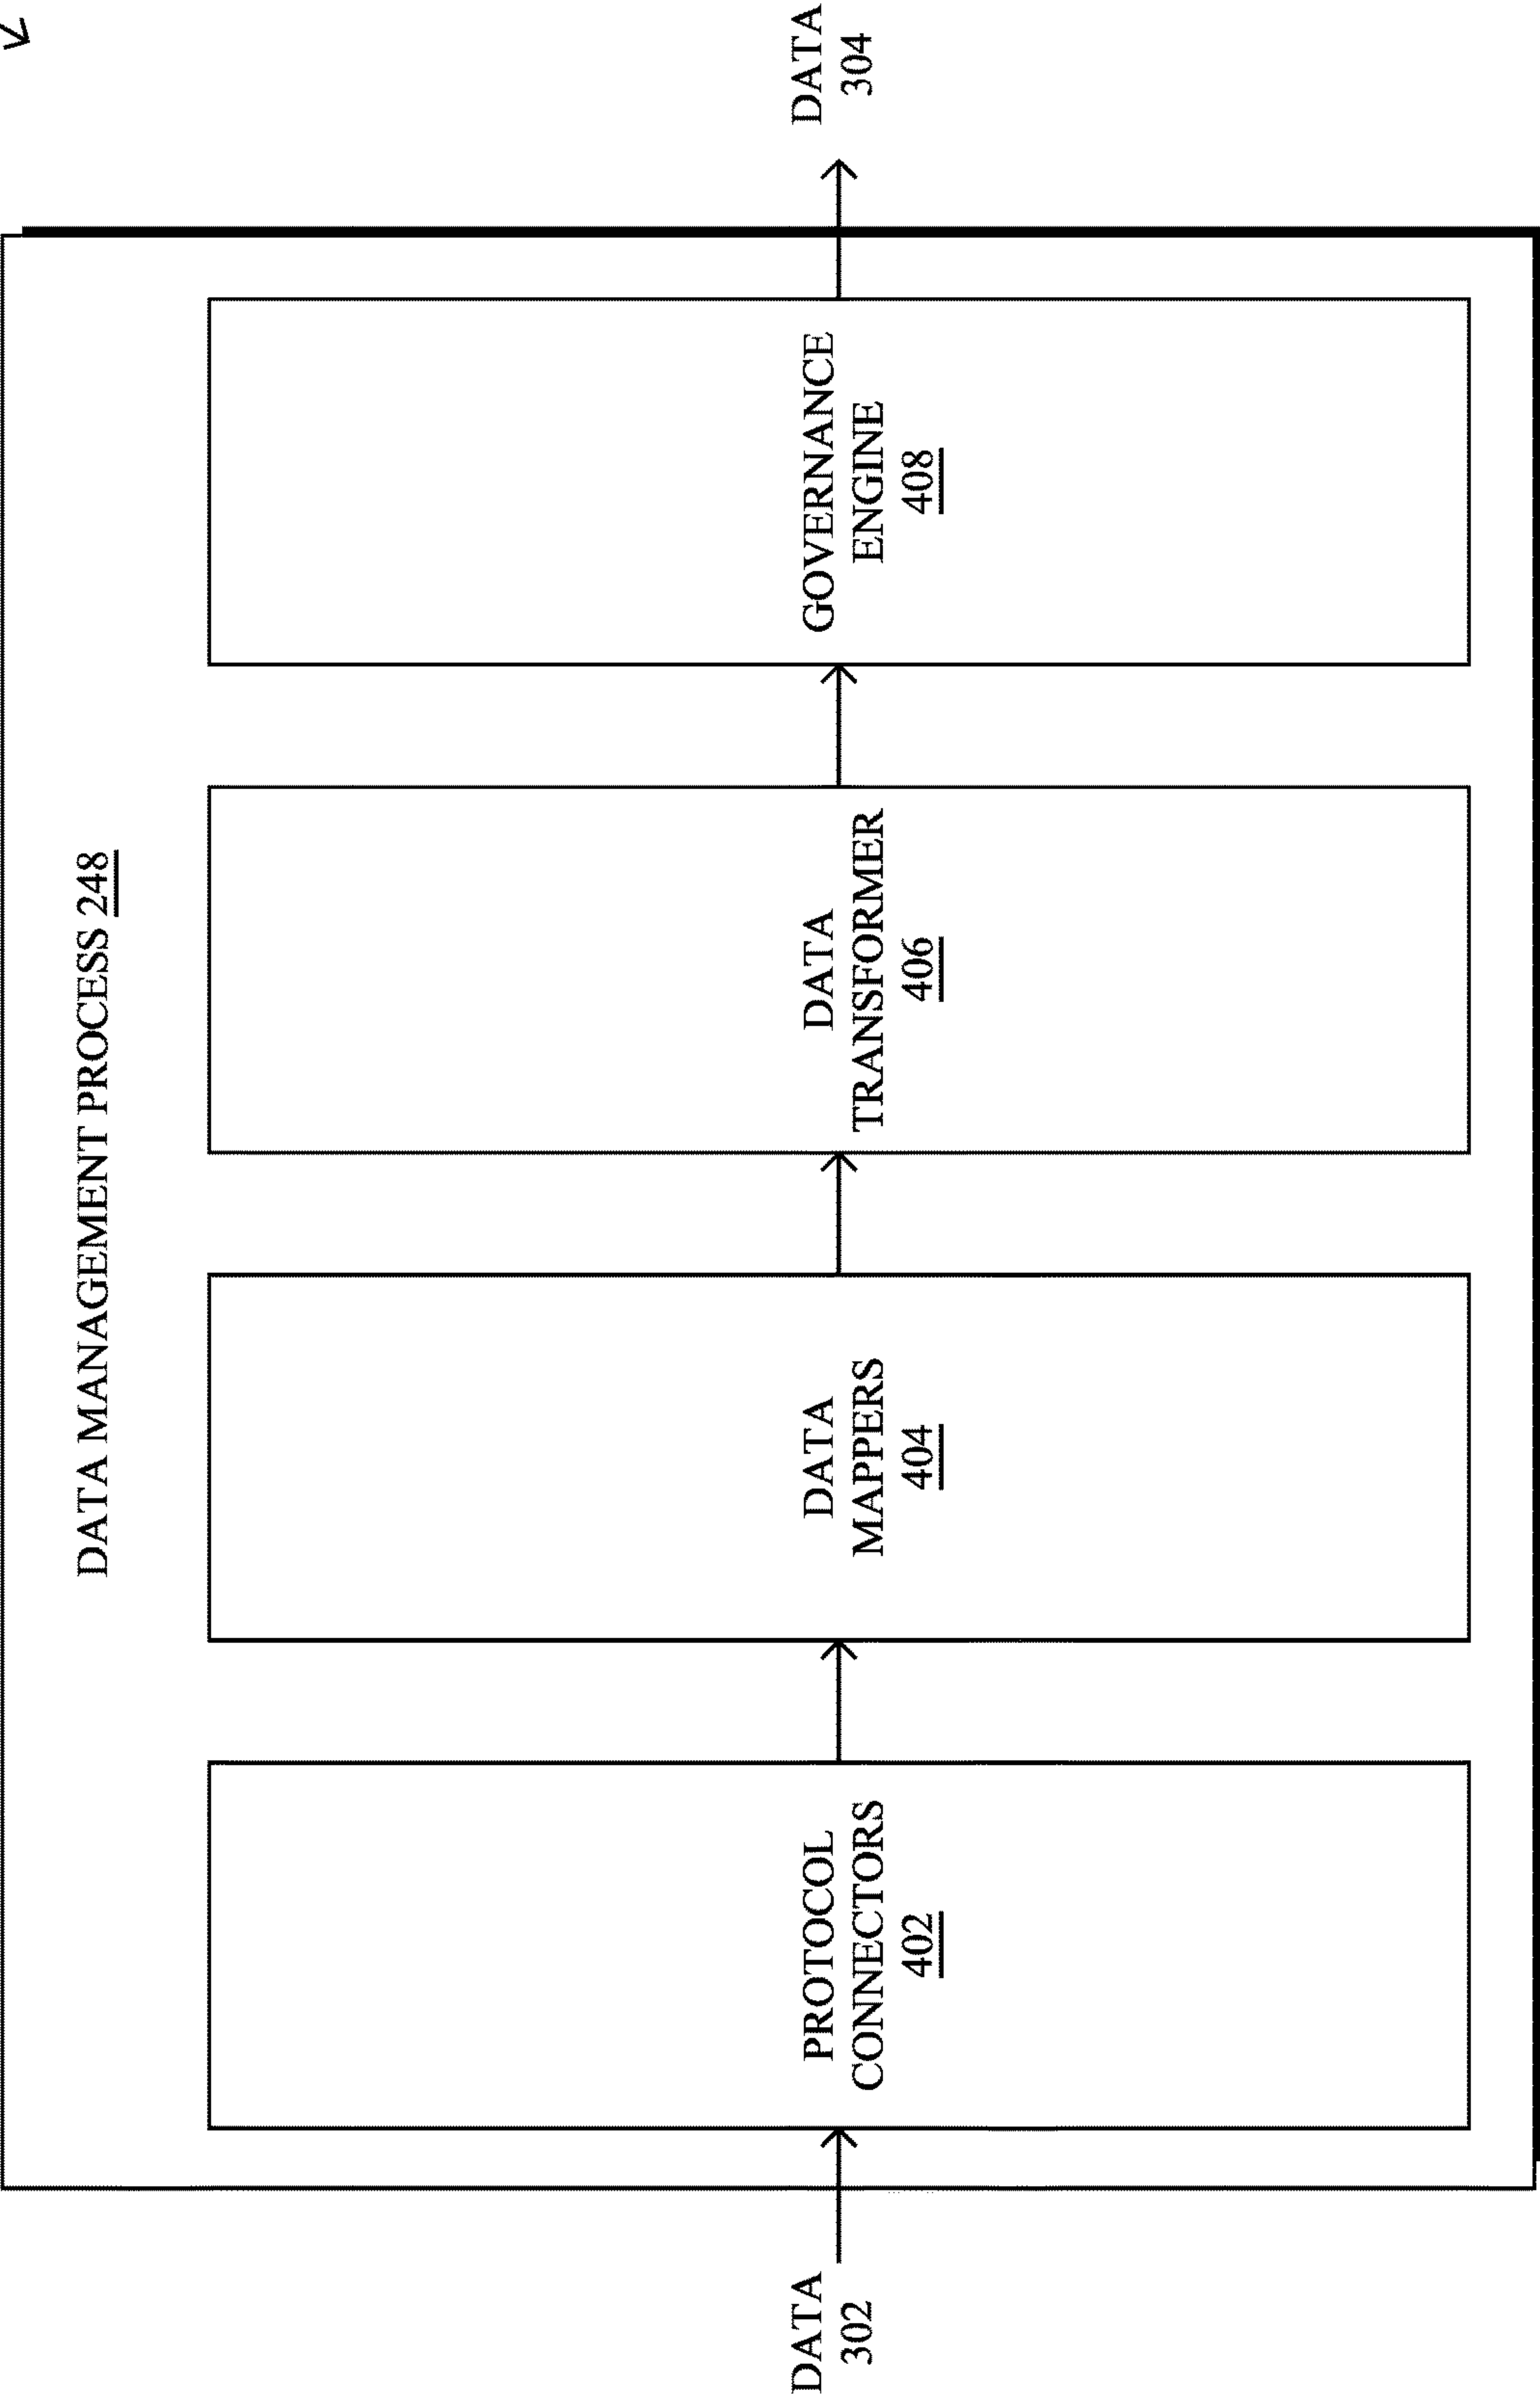 DATA MANAGEMENT PROCESS 248
DATA
302
PROTOCOL
CONNECTORS
402
DATA
MAPPERS
404
DATA
TRANSFORMER
406
GOVERNANCE
ENGINE
408
DATA
304